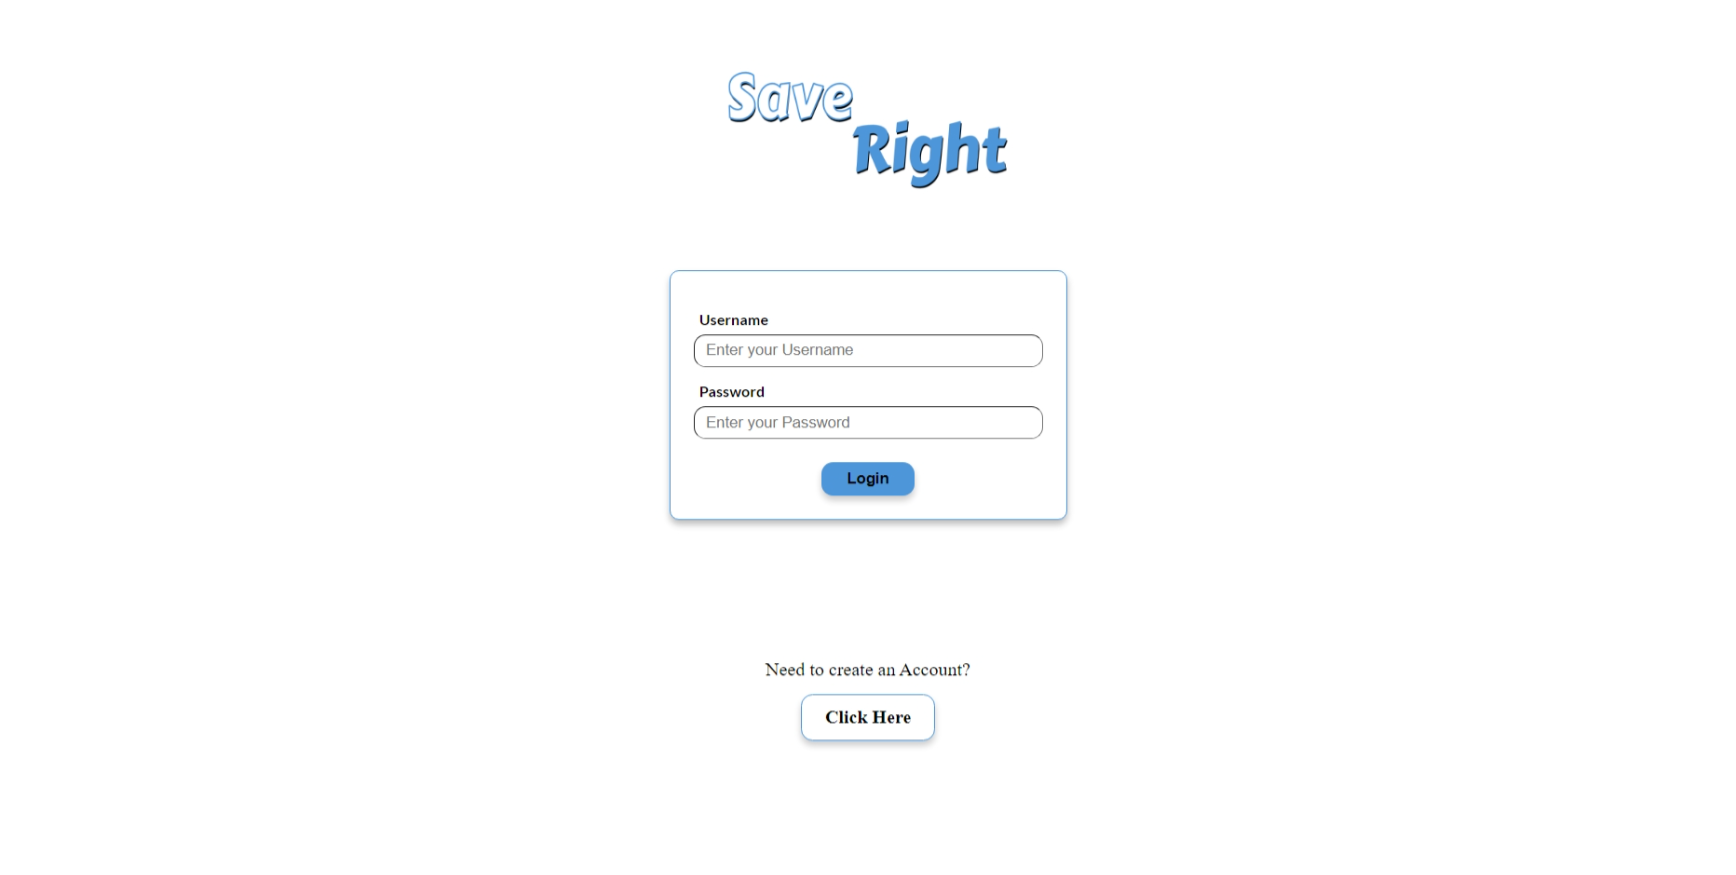 Save
Right
Username
Enter your Username
Password
Enter your Password
Login
Need to create an Account?
Click Here